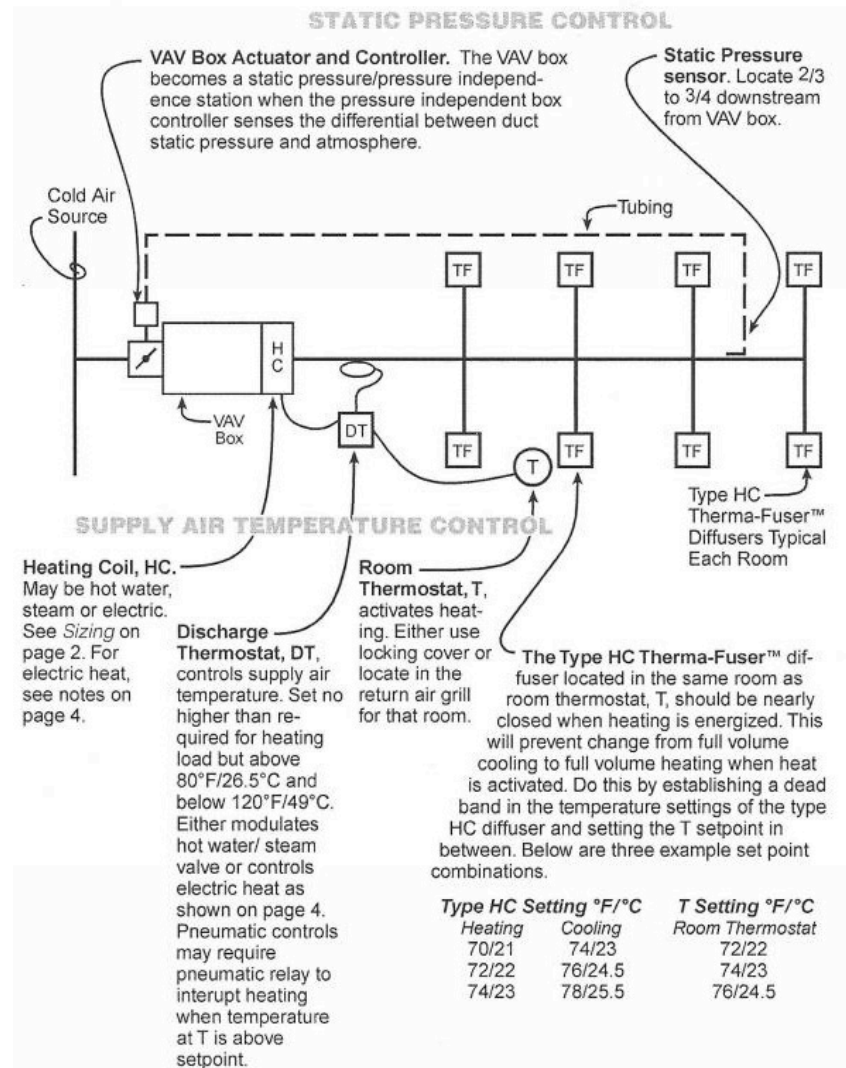 STATIC PRESSURE CONTROL
VAV Box Actuator and Controller. The VAV box
becomes a static pressure/pressure independ-
ence station when the pressure independent box
controller senses the differential between duct
static pressure and atmosphere.
Static Pressure
sensor. Locate 2/3
to 3/4 downstream
from VAV box.
Cold Air
Source
Tubing
TF
TF
TF
TF
H
C
VAV
Box
DT
TF
T
TF
TF
TF
Type HC
Therma-Fuser™
Diffusers Typical
Each Room
SUPPLY AIR TEMPERATURE CONTROL
Heating Coil, HC.
May be hot water,
steam or electric.
See Sizing on
page 2. For
electric heat,
see notes on
page 4.
Discharge
Thermostat, DT,
controls supply air
temperature. Set no
higher than re-
quired for heating
load but above
80°F/26.5°C and
below 120°F/49°C.
Either modulates
hot water/ steam
valve or controls
electric heat as
shown on page 4.
Pneumatic controls
may require
pneumatic relay to
interupt heating
when temperature
at T is above
setpoint.
Room
Thermostat, T,
activates heat-
ing. Either use
locking cover or
locate in the
return air grill
for that room.
The Type HC Therma-Fuser™ dif-
fuser located in the same room as
room thermostat, T, should be nearly
closed when heating is energized. This
will prevent change from full volume
cooling to full volume heating when heat
is activated. Do this by establishing a dead
band in the temperature settings of the type
HC diffuser and setting the T setpoint in
between. Below are three example set point
combinations.
Type HC Setting °F/°C T Setting °F/°C
Heating Cooling Room Thermostat
70/21 74/23 72/22
72/22 76/24.5 74/23
74/23 78/25.5 76/24.5